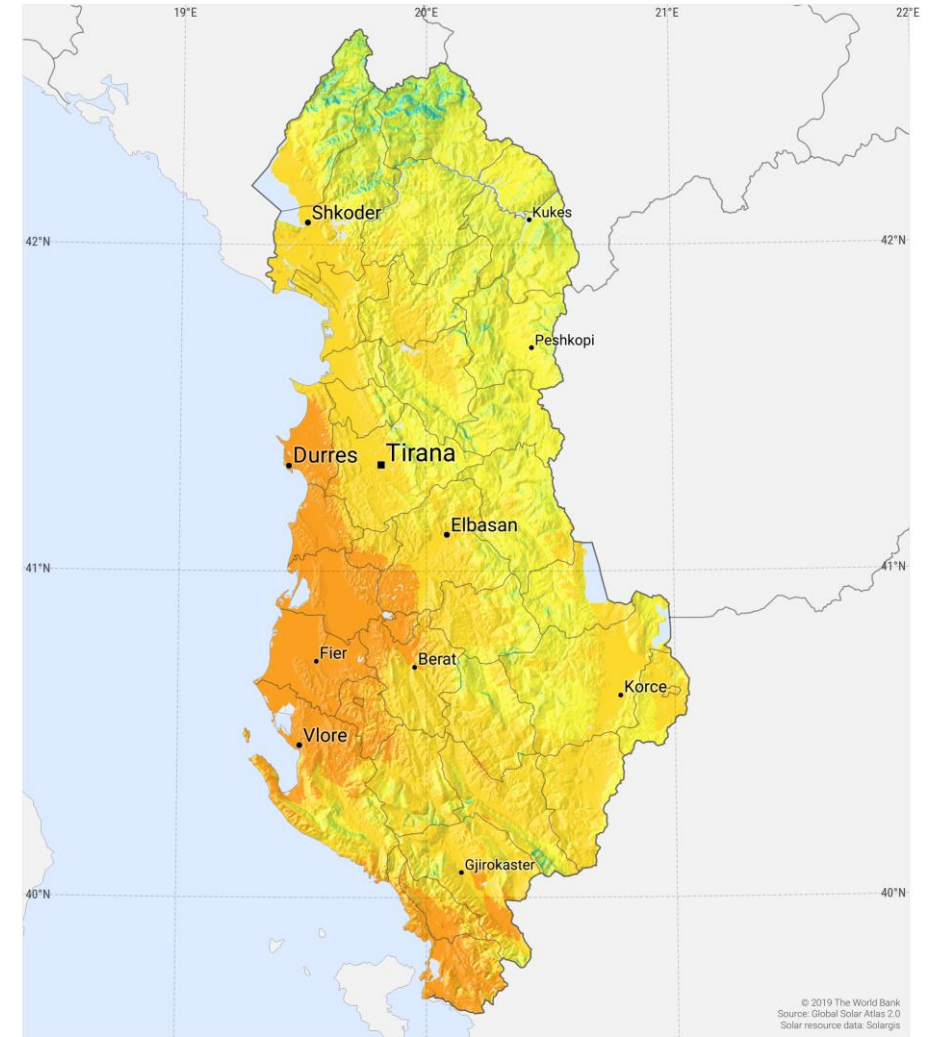 19°E 20°E 21°E 22°E
Shkoder
Kukes
42°N 42°N
Peshkopi
Durres
Tirana
Elbasan
41°N 41°N
Fier
Berat
Korce
Vlore
Gjirokaster
40°N 40°N
© 2019 The World Bank
Source: Global Solar Atlas 2.0
Solar resource data: Solargis